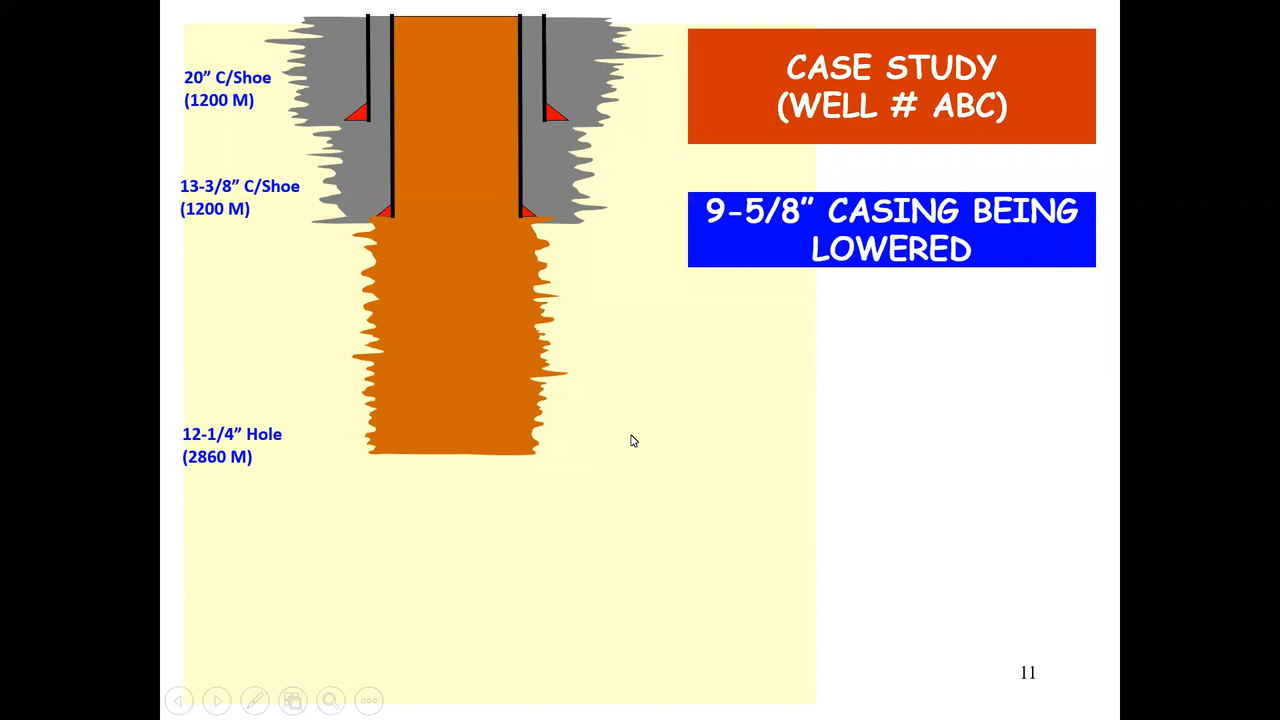 20” C/Shoe
(1200 M)
13-3/8” C/Shoe
(1200 M)
12-1/4” Hole
(2860 M)
CASE STUDY
(WELL # ABC)
9-5/8” CASING BEING
LOWERED
11